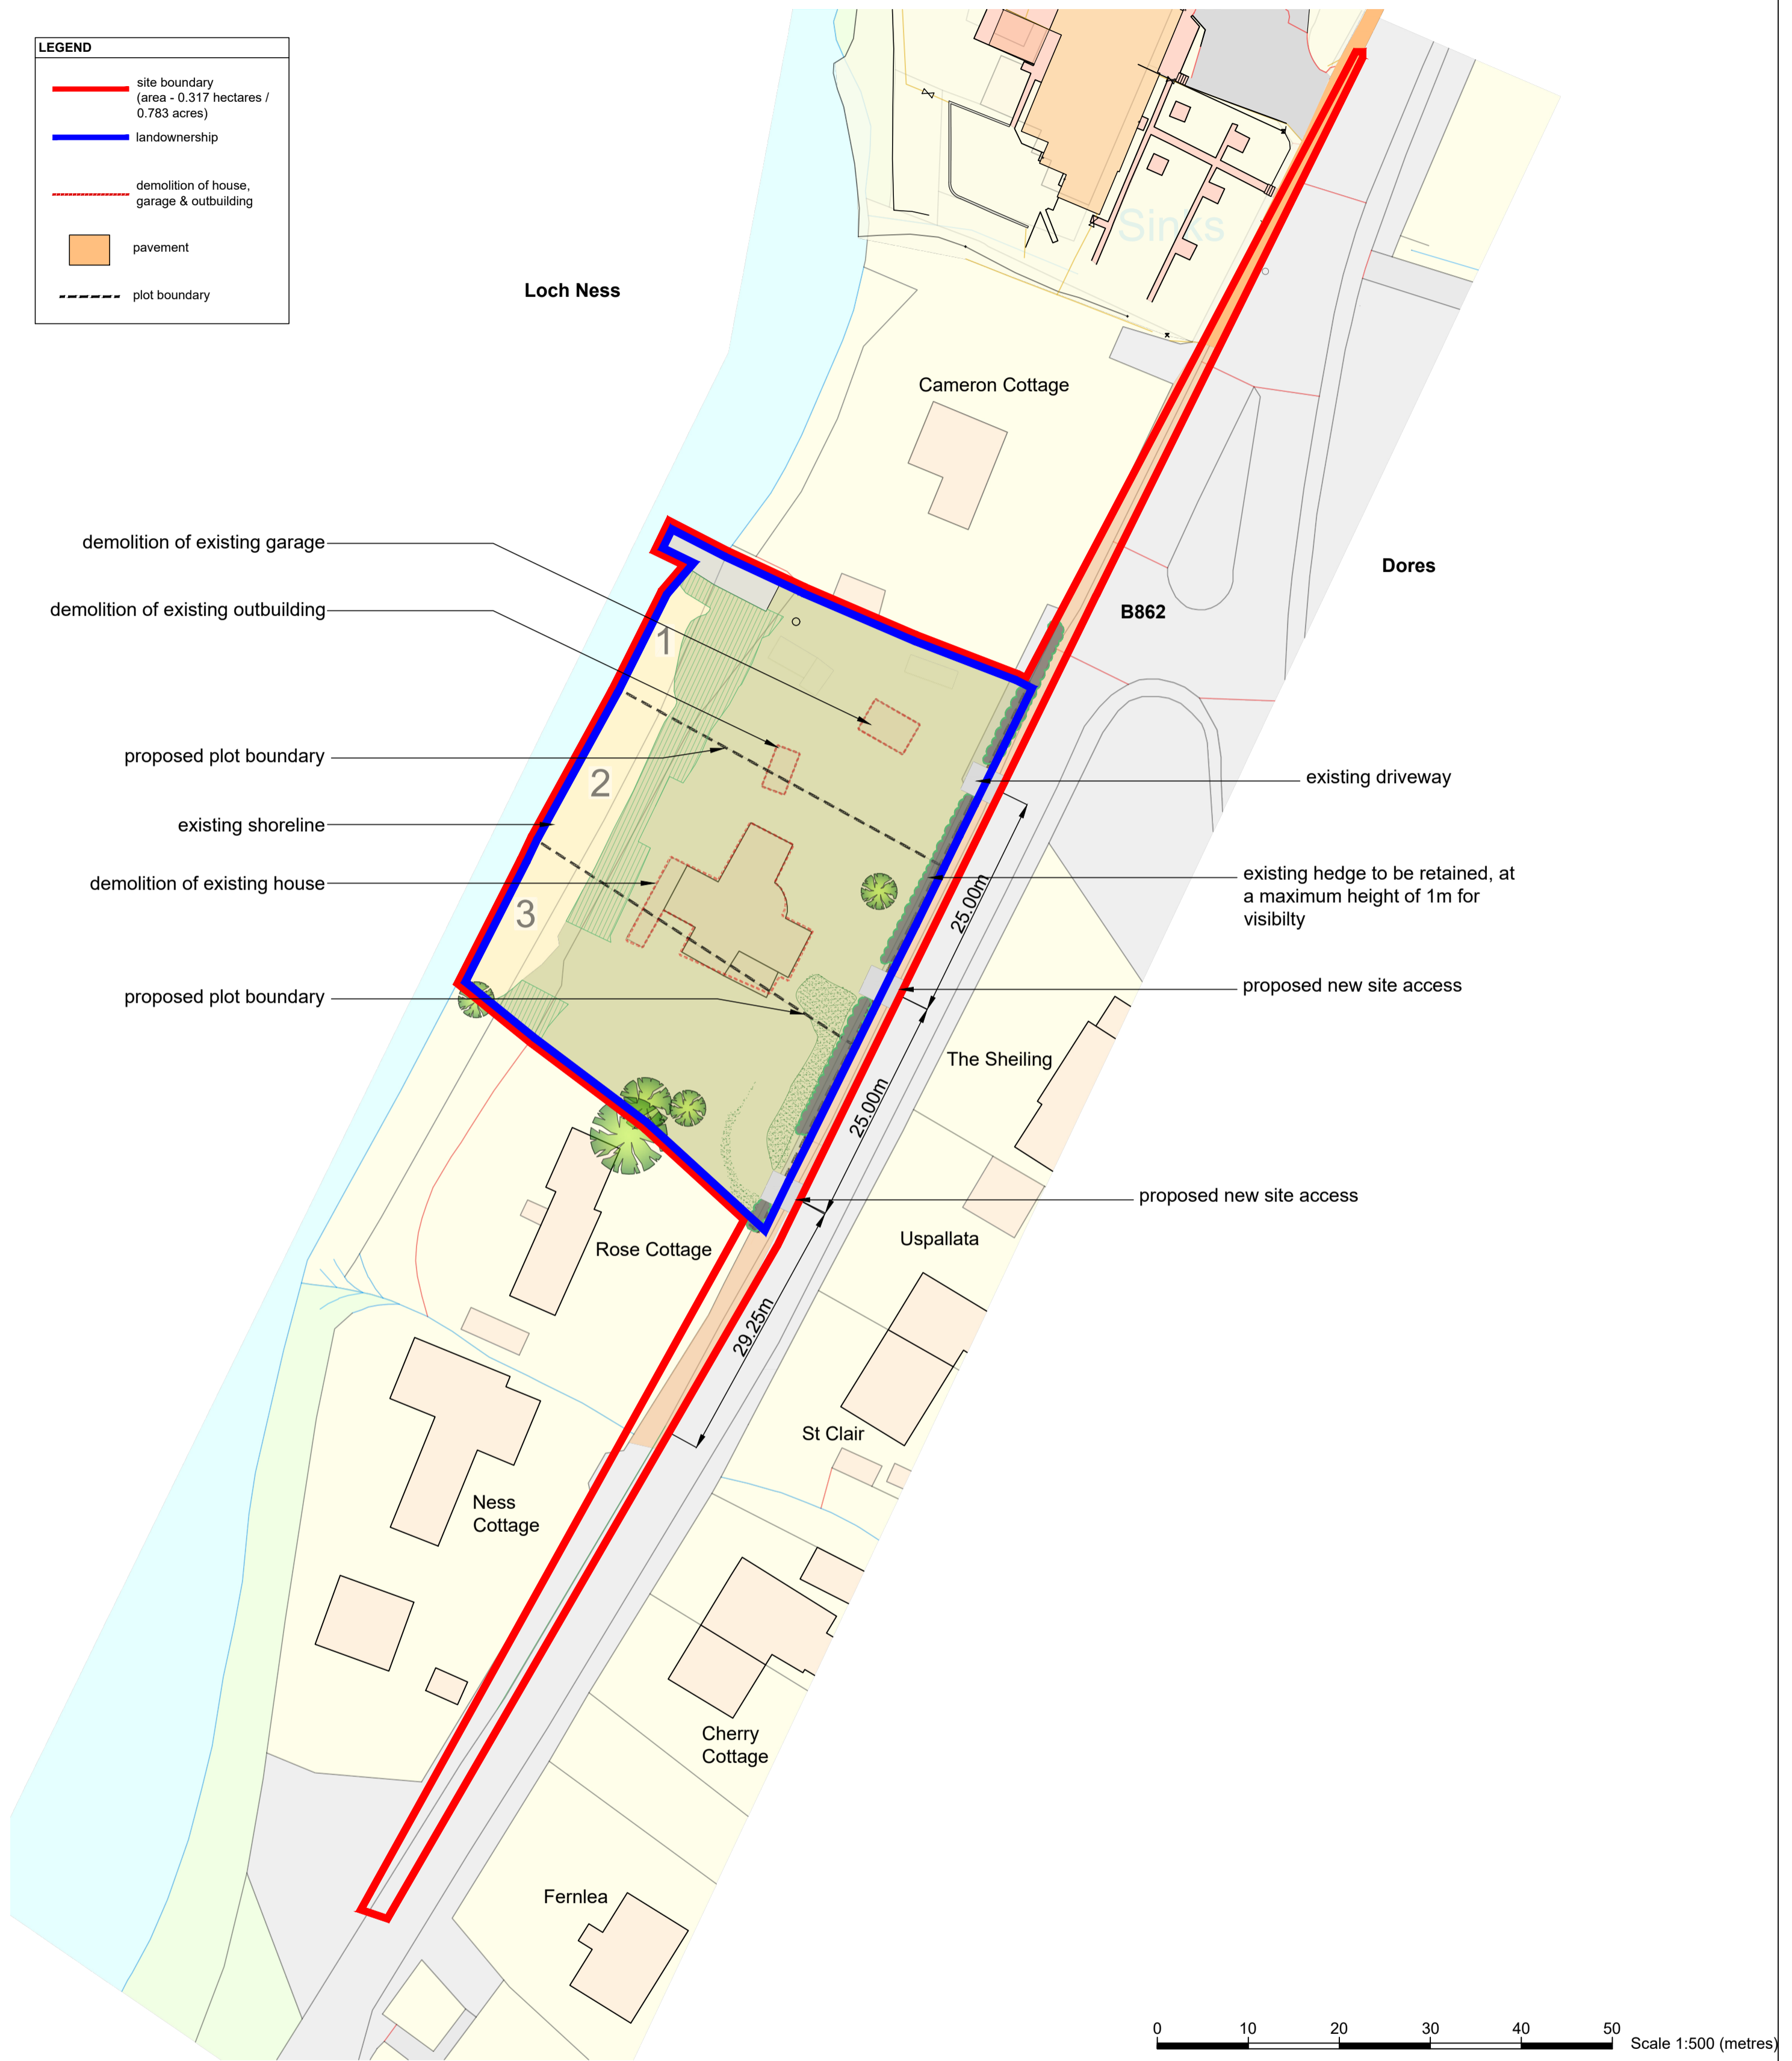 LEGEND
site boundary
(area - 0.317 hectares /
0.783 acres)
landownership
demolition of house,
garage & outbuilding
pavement
plot boundary
Sinks
Loch Ness
Cameron Cottage
demolition of existing garage
Dores
demolition of existing outbuilding
B862
1
proposed plot boundary
2
existing driveway
existing shoreline
demolition of existing house
existing hedge to be retained, at
a maximum height of 1m for
visibilty
25.00m
3
proposed new site access
proposed plot boundary
The Sheiling
25.00m
proposed new site access
Uspallata
Rose Cottage
29.25m
St Clair
Ness
Cottage
Cherry
Cottage
Fernlea
0 10 20 30 40 50
Scale 1:500 (metres)